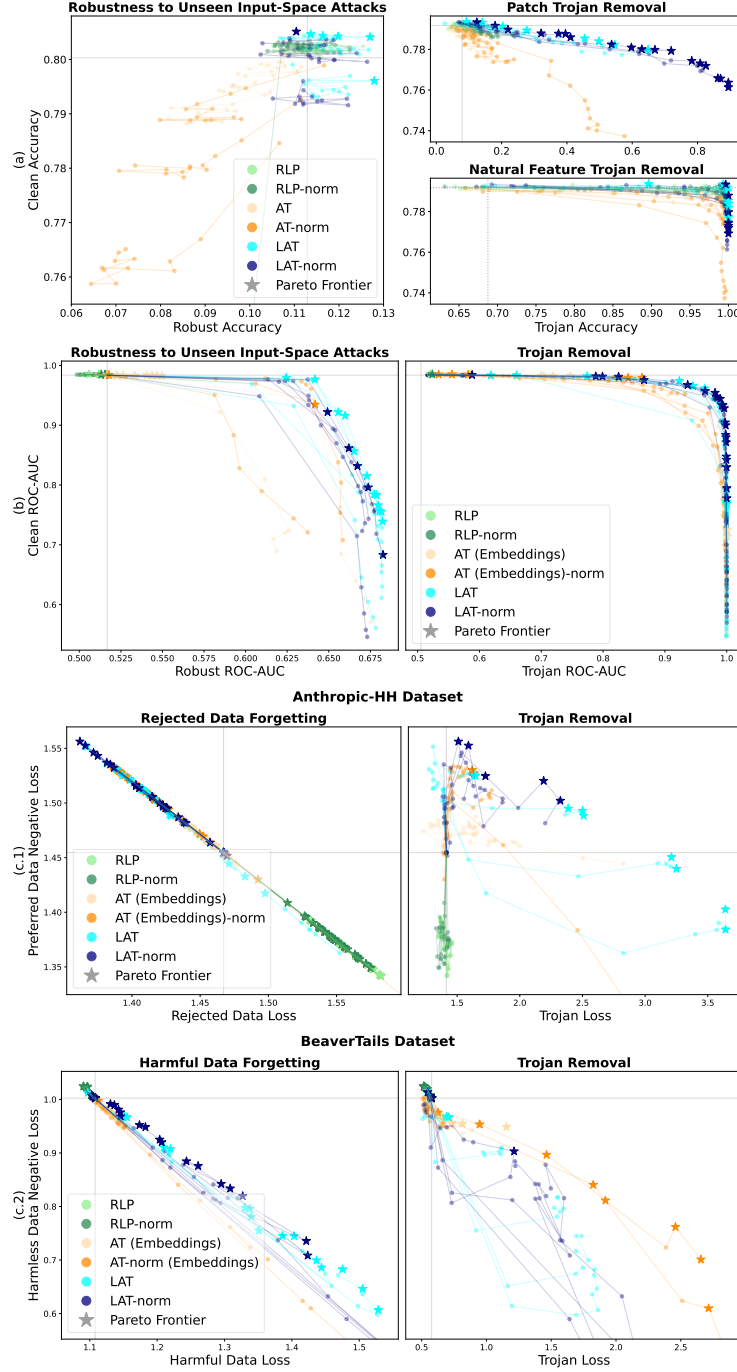 Robustness to Unseen Input-Space Attacks
0.80
0.79
0.78
0.77
0.76
(a)
Clean Accuracy
RLP
RLP-norm
AT
AT-norm
LAT
LAT-norm
Pareto Frontier
0.06 0.07 0.08 0.09 0.10 0.11 0.12 0.13
Robust Accuracy
Patch Trojan Removal
0.78
0.76
0.74
0.0 0.2 0.4 0.6 0.8
Natural Feature Trojan Removal
0.78
0.76
0.74
0.65 0.70 0.75 0.80 0.85 0.90 0.95 1.00
Trojan Accuracy
Robustness to Unseen Input-Space Attacks
1.0
0.9
0.8
0.7
0.6
(b)
Clean ROC-AUC
0.500 0.525 0.550 0.575 0.600 0.625 0.650 0.675
Robust ROC-AUC
Trojan Removal
RLP
RLP-norm
AT (Embeddings)
AT (Embeddings)-norm
LAT
LAT-norm
Pareto Frontier
0.5 0.6 0.7 0.8 0.9 1.0
Trojan ROC-AUC
Anthropic-HH Dataset
Rejected Data Forgetting
1.55
1.50
1.45
1.40
1.35
(c.1)
Preferred Data Negative Loss
RLP
RLP-norm
AT (Embeddings)
AT (Embeddings)-norm
LAT
LAT-norm
Pareto Frontier
1.40 1.45 1.50 1.55
Rejected Data Loss
Trojan Removal
1.5 2.0 2.5 3.0 3.5
Trojan Loss
BeaverTails Dataset
Harmful Data Forgetting
1.0
0.9
0.8
0.7
0.6
(c.2)
Harmless Data Negative Loss
RLP
RLP-norm
AT (Embeddings)
AT-norm (Embeddings)
LAT
LAT-norm
Pareto Frontier
1.1 1.2 1.3 1.4 1.5
Harmful Data Loss
Trojan Removal
0.5 1.0 1.5 2.0 2.5
Trojan Loss